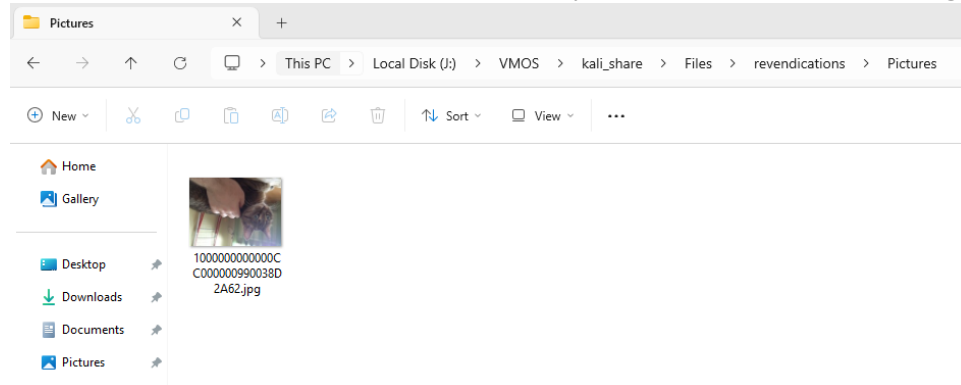 Pictures
This PC > Local Disk (J:) > VMOS > kali_share > Files > revendications > Pictures
New
Sort
View
Home
Gallery
1000000000000C
C000000990038D
2A62.jpg
Desktop
Downloads
Documents
Pictures